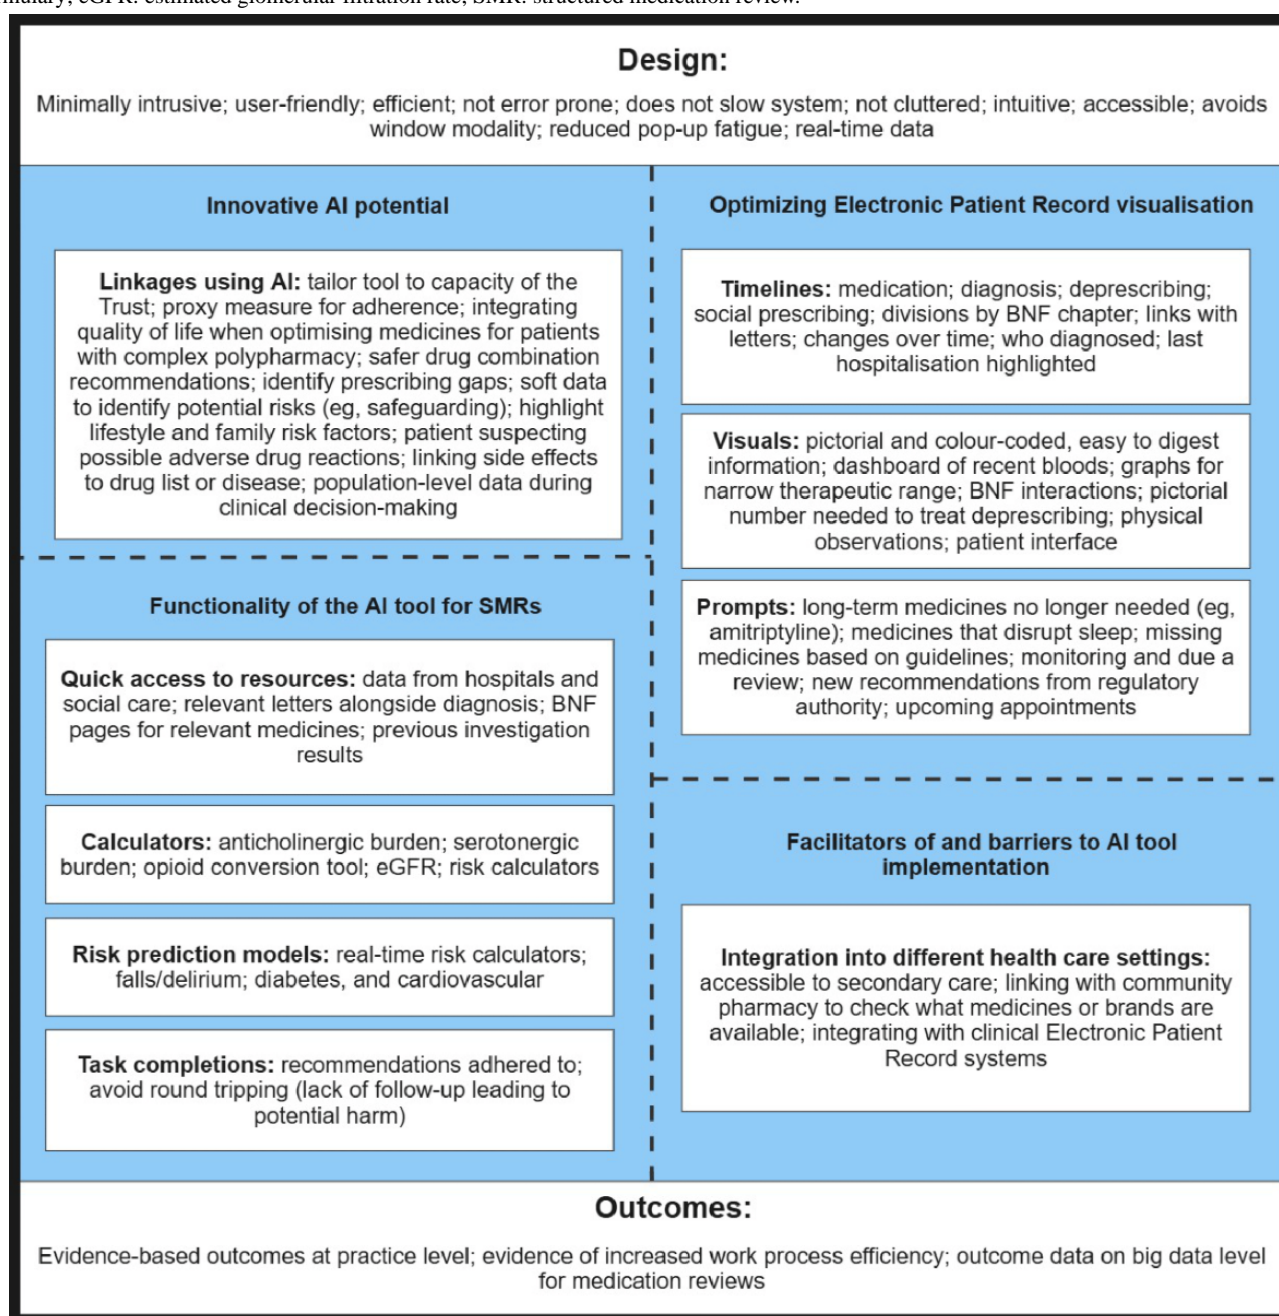 eGFR: estimated glomerular filtration rate; SMR: structured medication review.
Design:
Minimally intrusive; user-friendly; efficient; not error prone; does not slow system; not cluttered; intuitive; accessible; avoids
window modality; reduced pop-up fatigue; real-time data
Innovative AI potential
Linkages using AI: tailor tool to capacity of the
Trust; proxy measure for adherence; integrating
quality of life when optimising medicines for patients
with complex polypharmacy; safer drug combination
recommendations; identify prescribing gaps; soft data
to identify potential risks (eg, safeguarding); highlight
lifestyle and family risk factors; patient suspecting
possible adverse drug reactions; linking side effects
to drug list or disease; population-level data during
clinical decision-making
Functionality of the AI tool for SMRs
Quick access to resources: data from hospitals and
social care; relevant letters alongside diagnosis; BNF
pages for relevant medicines; previous investigation
results
Calculators: anticholinergic burden; serotonergic
burden; opioid conversion tool; eGFR; risk calculators
Risk prediction models: real-time risk calculators;
falls/delirium; diabetes, and cardiovascular
Task completions: recommendations adhered to;
avoid round tripping (lack of follow-up leading to
potential harm)
Optimizing Electronic Patient Record visualisation
Timelines: medication; diagnosis; deprescribing;
social prescribing; divisions by BNF chapter; links with
letters; changes over time; who diagnosed; last
hospitalisation highlighted
Visuals: pictorial and colour-coded, easy to digest
information; dashboard of recent bloods; graphs for
narrow therapeutic range; BNF interactions; pictorial
number needed to treat deprescribing; physical
observations; patient interface
Prompts: long-term medicines no longer needed (eg,
amitriptyline); medicines that disrupt sleep; missing
medicines based on guidelines; monitoring and due a
review; new recommendations from regulatory
authority; upcoming appointments
Facilitators of and barriers to AI tool
implementation
Integration into different health care settings:
accessible to secondary care; linking with community
pharmacy to check what medicines or brands are
available; integrating with clinical Electronic Patient
Record systems
Outcomes:
Evidence-based outcomes at practice level; evidence of increased work process efficiency; outcome data on big data level
for medication reviews